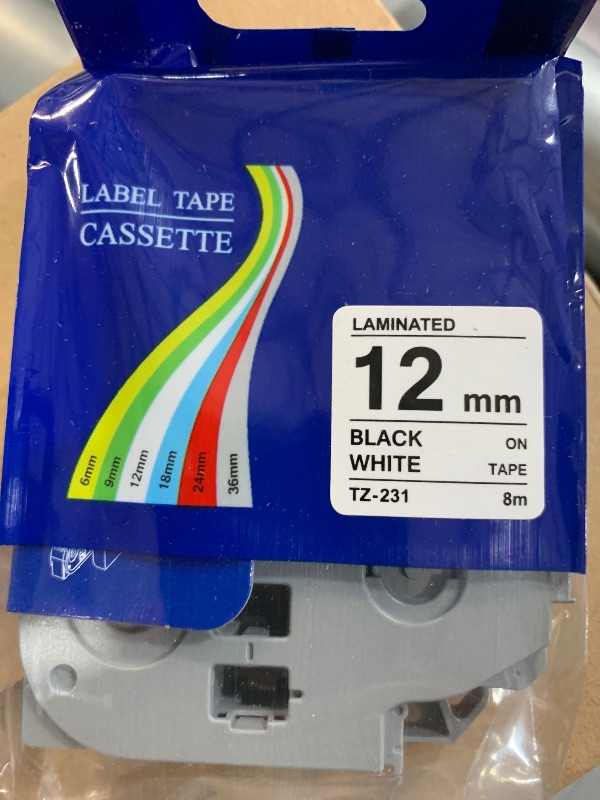 LABEL TAPE
CASSETTE
6mm
9mm
12mm
18mm
24mm
36mm
LAMINATED
12 mm
BLACK ON
WHITE TAPE
TZ-231 8m